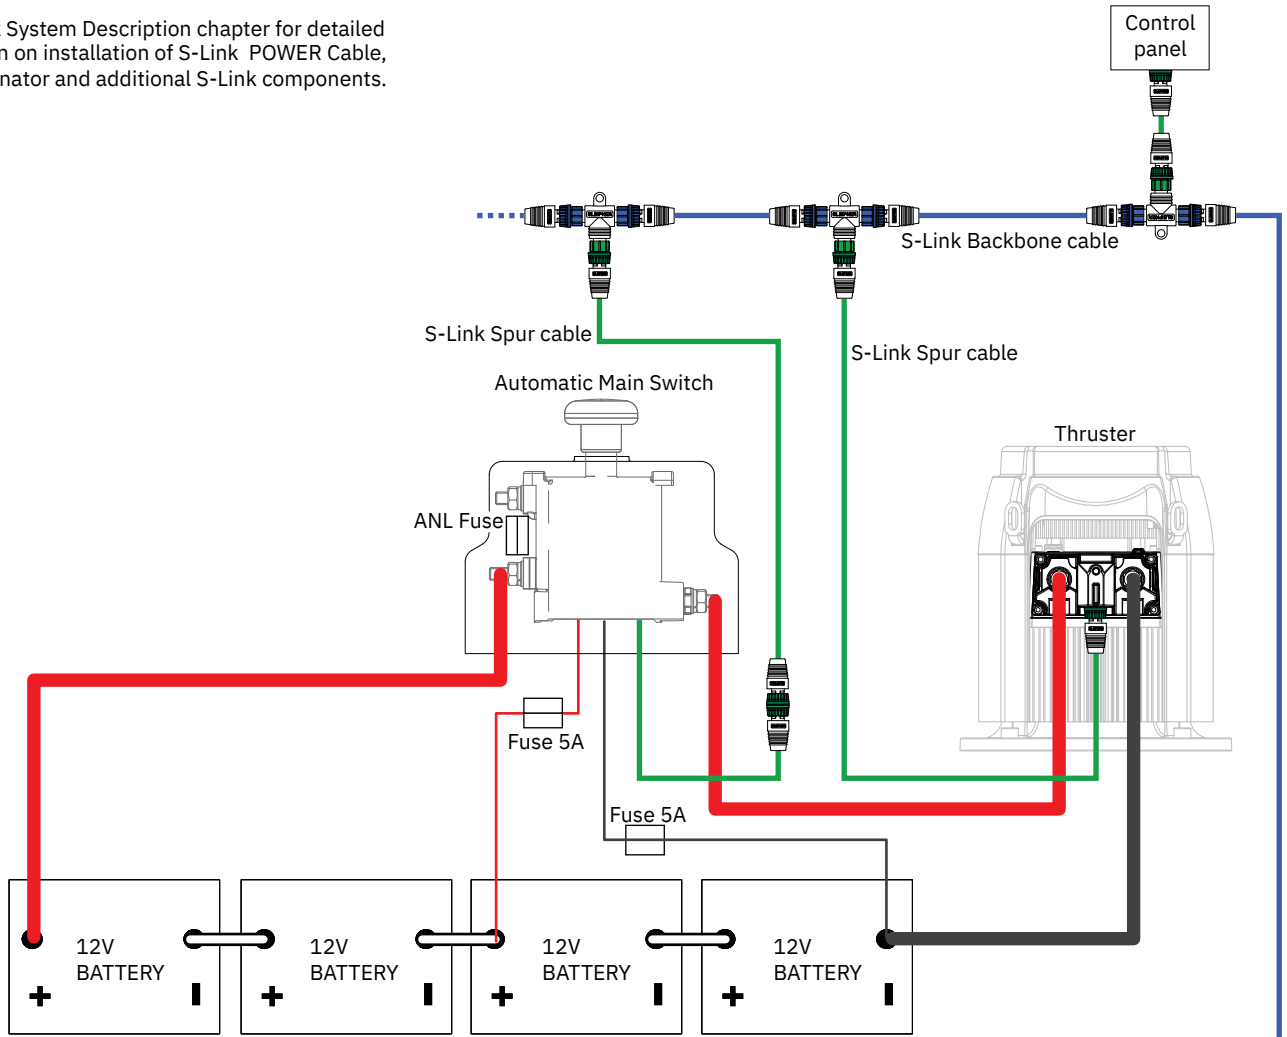 System Description chapter for detailed
n on installation of S-Link POWER Cable,
nator and additional S-Link components.
Control
panel
S-Link Backbone cable
S-Link Spur cable
S-Link Spur cable
Automatic Main Switch
Thruster
ANL Fuse
Fuse 5A
Fuse 5A
12V
BATTERY
12V
BATTERY
12V
BATTERY
12V
BATTERY